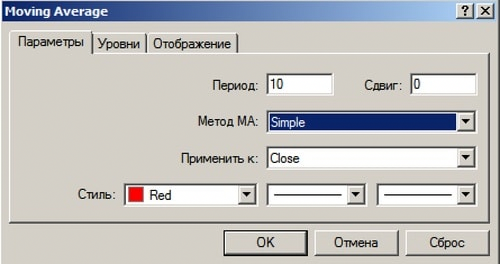 Moving Average
Параметры Уровни Отображение
Период: 10 Сдвиг: 0
Метод МА: Simple
Применить к: Close
Стиль: Red
OK Отмена Сброс